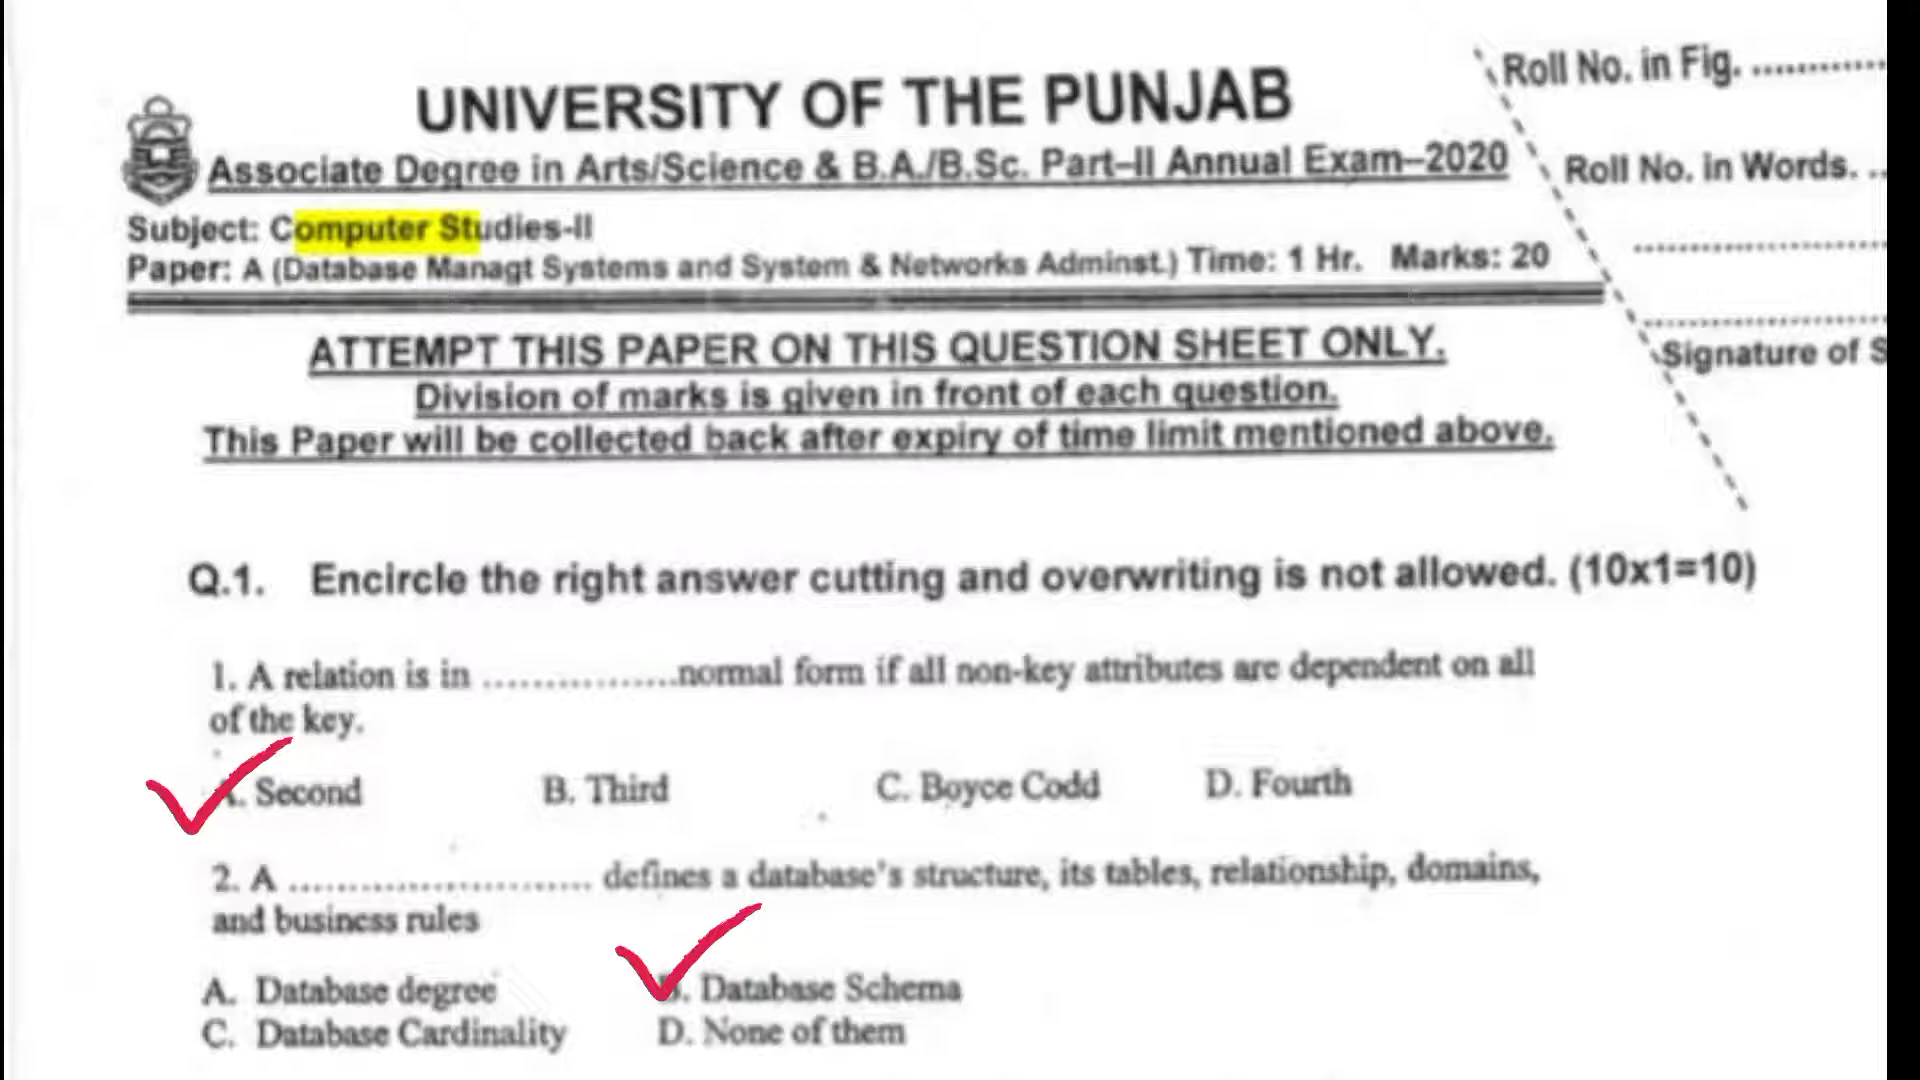 Roll No. in Fig. ............
UNIVERSITY OF THE PUNJAB
Associate Degree in Arts/Science & B.A./B.Sc. Part–II Annual Exam–2020
Roll No. in Words. ..
Subject: Computer Studies-II
Paper: A (Database Managt Systems and System & Networks Adminst.) Time: 1 Hr. Marks: 20
Signature of S
ATTEMPT THIS PAPER ON THIS QUESTION SHEET ONLY.
Division of marks is given in front of each question.
This Paper will be collected back after expiry of time limit mentioned above.
Q.1. Encircle the right answer cutting and overwriting is not allowed. (10x1=10)
1. A relation is in ................normal form if all non-key attributes are dependent on all
of the key.
A. Second B. Third C. Boyce Codd D. Fourth
2. A ......................... defines a database's structure, its tables, relationship, domains,
and business rules
A. Database degree B. Database Schema
C. Database Cardinality D. None of them